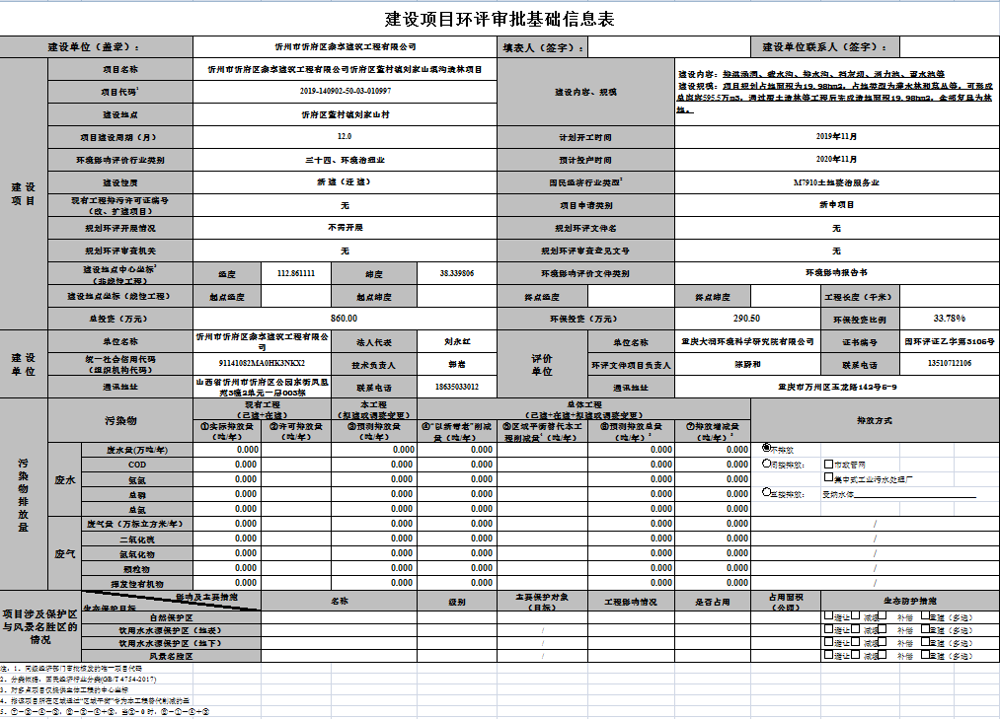 建设项目环评审批基础信息表
建设单位（盖章）： 忻州市忻府区淼淳建筑工程有限公司 填表人（签字）： 建设单位联系人（签字）：
建设项目
项目名称 忻州市忻府区 建筑工程有限公司忻府区 村镇刘家山填沟造林项目
项目代码1 2019-140902-50-03-010997
建设地点 忻府区 村镇刘家山村
建设内容、规模
建设内容：排洪涵洞、截水沟、排水沟、挡灰坝、消力池、蓄水池等
建设规模：项目规划占地面积为19.98hm2，占地类型为灌木林和草丛等，可形成
总库容595.5万m3，通过覆土造林等工程后完成造地面积19.98hm2，全部复垦为林
地。
项目建设周期（月） 12.0 计划开工时间 2019年11月
环境影响评价行业类别 三十四、环境治理业 预计投产时间 2020年11月
建设性质 新 建（迁 建） 国民经济行业类型2 M7910土地整治服务业
现有工程排污许可证编号
（改、扩建项目） 无 项目申请类别 新申项目
规划环评开展情况 不需开展 规划环评文件名 无
规划环评审查机关 无 规划环评审查意见文号 无
建设地点中心坐标3
（非线性工程） 经度 112.861111 纬度 38.339806 环境影响评价文件类别 环境影响报告书
建设地点坐标（线性工程） 起点经度 起点纬度 终点经度 终点纬度 工程长度（千米）
总投资（万元） 860.00 环保投资（万元） 290.50 环保投资比例 33.78%
建设单位
单位名称 忻州市忻府区 建筑工程有限公司 法人代表 刘永红
评价单位
单位名称 重庆大润环境科学研究院有限公司 证书编号 国环评证乙字第3105号
统一社会信用代码
（组织机构代码） 91141082MA0HK3NKX2 技术负责人 郭岩 环评文件项目负责人 联系电话 13510712106
通讯地址 山西省忻州市忻府区公园东街凤凰
苑3幢2单元一层003栋 联系电话 18635033012 通讯地址 重庆市万州区玉龙路142号6-9
污染物排放量
污染物
现有工程
（已建+在建）
本工程
（拟建或调整变更）
总体工程
（已建+在建+拟建或调整变更）
排放方式
①实际排放量
（吨/年）
②许可排放量
（吨/年）
③预测排放量
（吨/年）
④“以新带老”削减
量（吨/年）
⑤区域平衡替代本工
程削减量4（吨/年）
⑥预测排放总量
（吨/年）5
⑦排放增减量
（吨/年）5
废水
废水量(万吨/年) 0.000 0.000 0.000 0.000 0.000 不排放
COD 0.000 0.000 0.000 0.000 0.000 间接排放： 市政管网
氨氮 0.000 0.000 0.000 0.000 0.000 集中式工业污水处理厂
总磷 0.000 0.000 0.000 0.000 0.000 直接排放： 受纳水体
总氮 0.000 0.000 0.000 0.000 0.000
废气
废气量（万标立方米/年） 0.000 0.000 0.000 0.000 0.000 /
二氧化硫 0.000 0.000 0.000 0.000 0.000 /
氮氧化物 0.000 0.000 0.000 0.000 0.000 /
颗粒物 0.000 0.000 0.000 0.000 0.000 /
挥发性有机物 0.000 0.000 0.000 0.000 0.000 /
项目涉及保护区
与风景名胜区的
情况
影响及主要措施
生态保护目标
名称 级别 主要保护对象
（目标） 工程影响情况 是否占用 占用面积
（公顷） 生态防护措施
自然保护区 避让 减缓 补偿 重建（多选）
饮用水水源保护区（地表） / 避让 减缓 补偿 重建（多选）
饮用水水源保护区（地下） / 避让 减缓 补偿 重建（多选）
风景名胜区 / 避让 减缓 补偿 重建（多选）
注：1、同级经济部门审批核发的唯一项目代码
2、分类依据：国民经济行业分类(GB/T 4754-2017)
3、对多点项目仅提供主体工程的中心坐标
4、指该项目所在区域通过“区域平衡”专为本工程替代削减的量
5、⑦=③-④-⑤，⑥=②-④+③，当②= 0 时，⑥=①-④+③